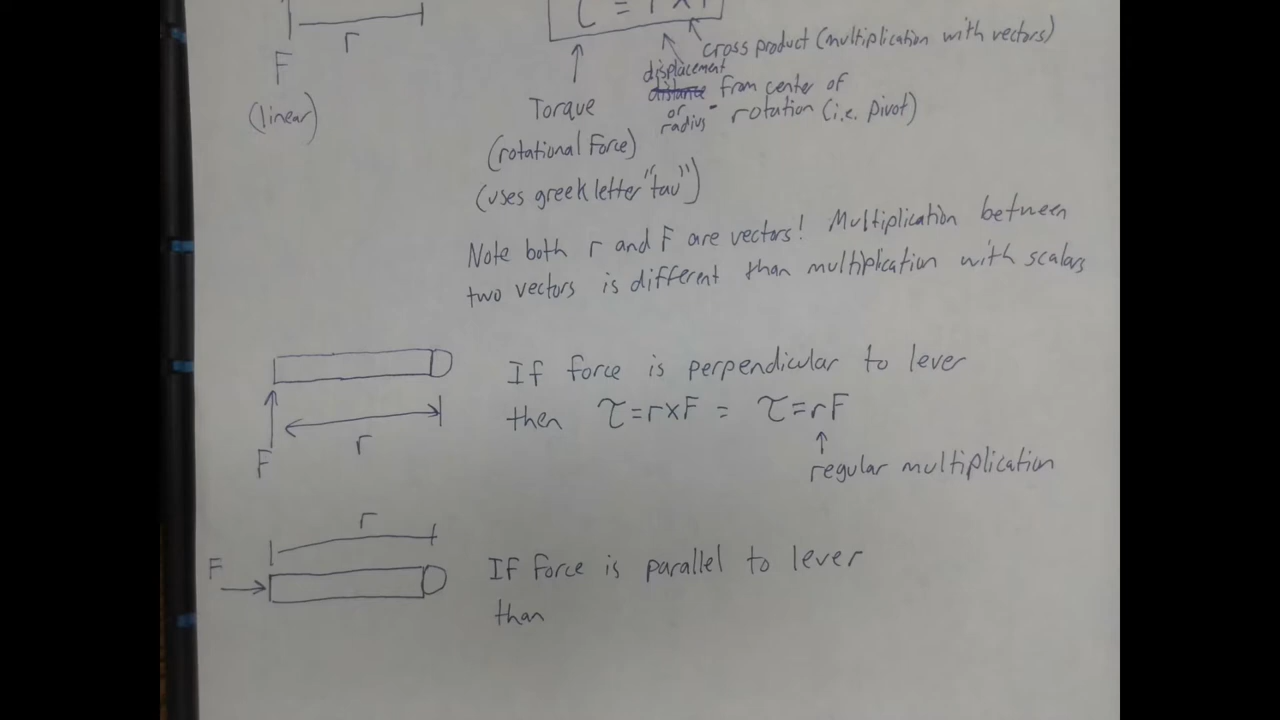 r
τ = r x F
F
(linear)
cross product (multiplication with vectors)
displacement
distance from center of
or
radius - rotation (i.e. pivot)
Torque
(rotational Force)
(uses greek letter "tau")
Note both r and F are vectors! Multiplication between
two vectors is different than multiplication with scalars
If force is perpendicular to lever
then τ=rxF = τ=rF
r
F
regular multiplication
r
F
If force is parallel to lever
than